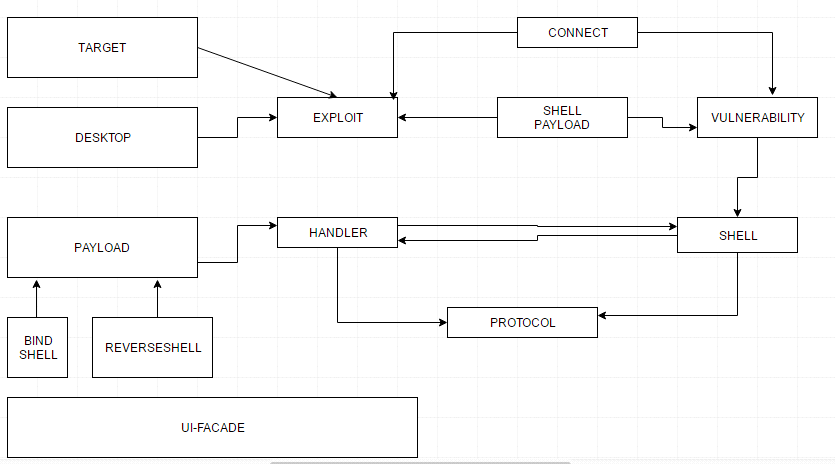 TARGET
CONNECT
EXPLOIT
SHELL
PAYLOAD
VULNERABILITY
DESKTOP
PAYLOAD
HANDLER
SHELL
BIND
SHELL
REVERSESHELL
PROTOCOL
UI-FACADE